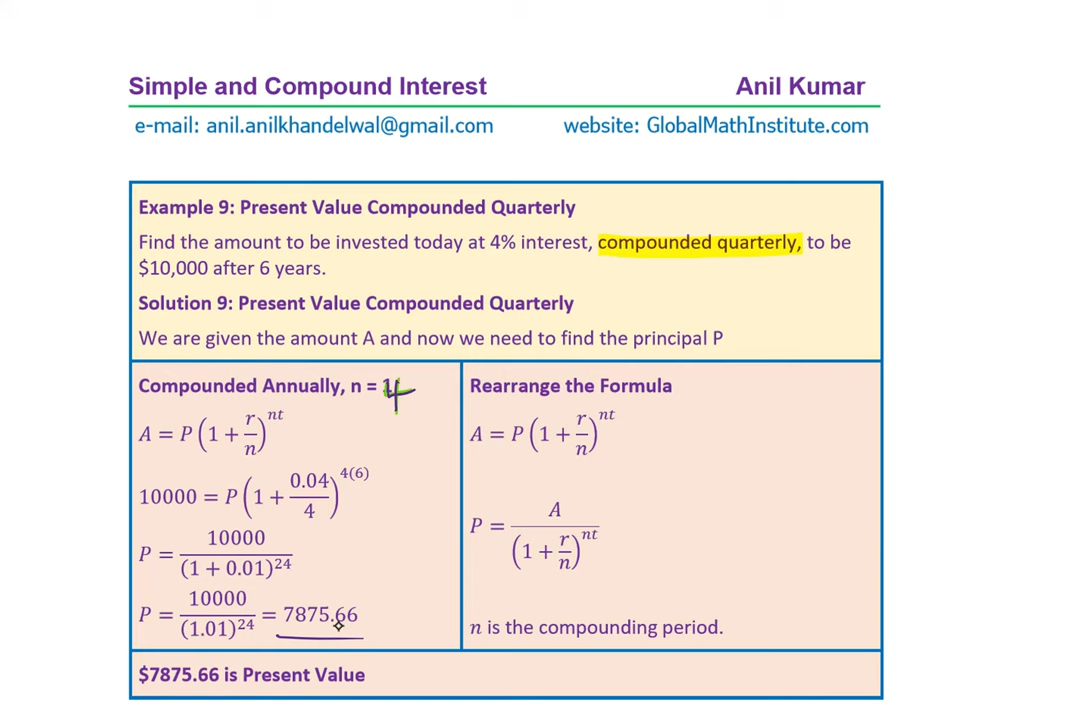 Simple and Compound Interest Anil Kumar
e-mail: anil.anilkhandelwal@gmail.com website: GlobalMathInstitute.com
Example 9: Present Value Compounded Quarterly
Find the amount to be invested today at 4% interest, compounded quarterly, to be
$10,000 after 6 years.
Solution 9: Present Value Compounded Quarterly
We are given the amount A and now we need to find the principal P
Compounded Annually, n = 4
A = P(1 + r/n)^nt
10000 = P(1 + 0.04/4)^4(6)
P = 10000/(1 + 0.01)^24
P = 10000/(1.01)^24 = 7875.66
Rearrange the Formula
A = P(1 + r/n)^nt
P = A/(1 + r/n)^nt
n is the compounding period.
$7875.66 is Present Value